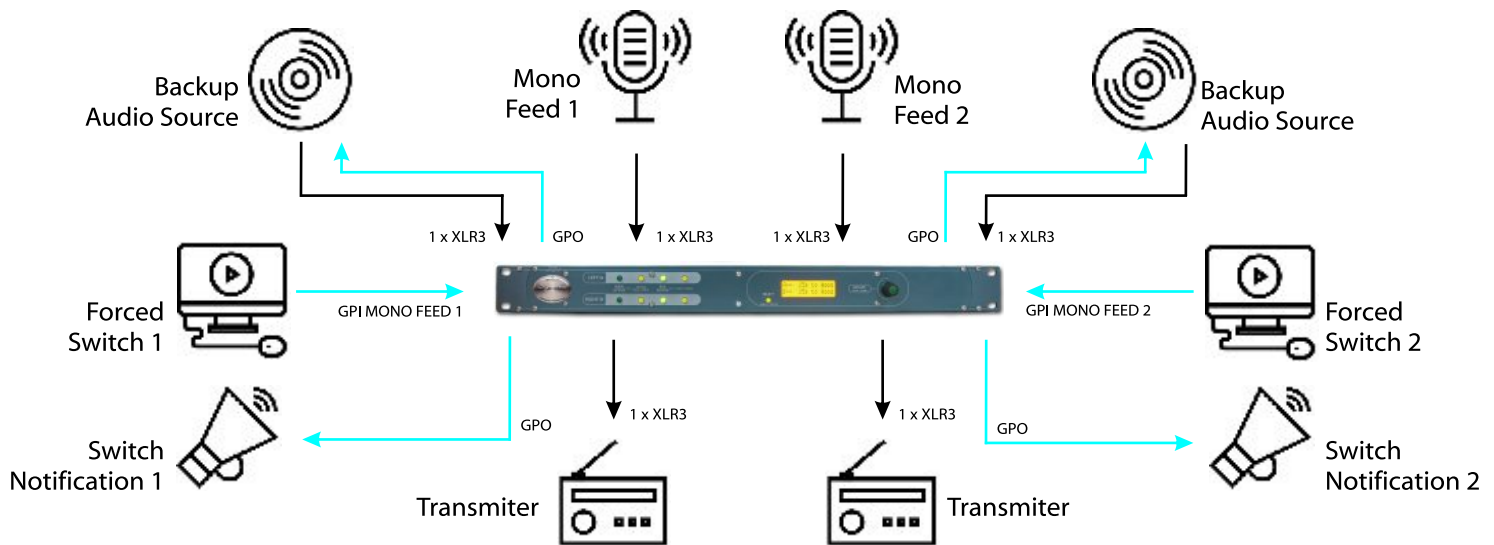 Backup
Audio Source
Mono
Feed 1
Mono
Feed 2
Backup
Audio Source
1 x XLR3
GPO
1 x XLR3
1 x XLR3
GPO
1 x XLR3
Forced
Switch 1
GPI MONO FEED 1
GPI MONO FEED 2
Forced
Switch 2
GPO
1 x XLR3
1 x XLR3
GPO
Switch
Notification 1
Transmiter
Transmiter
Switch
Notification 2